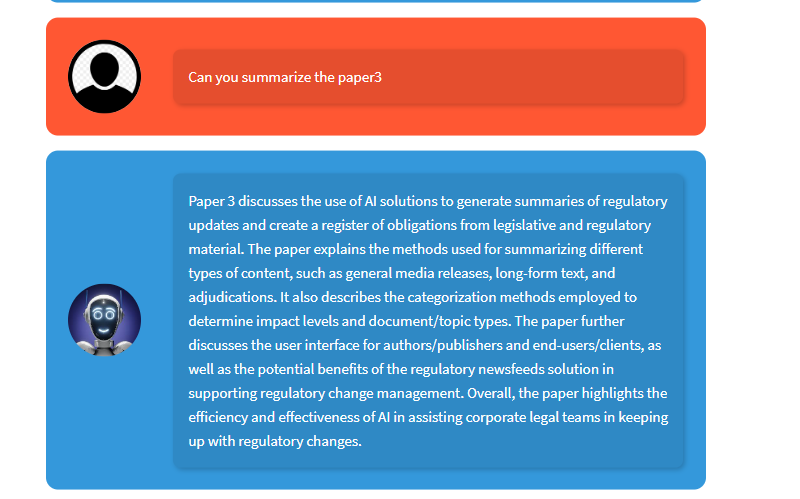 Can you summarize the paper3
Paper 3 discusses the use of AI solutions to generate summaries of regulatory
updates and create a register of obligations from legislative and regulatory
material. The paper explains the methods used for summarizing different
types of content, such as general media releases, long-form text, and
adjudications. It also describes the categorization methods employed to
determine impact levels and document/topic types. The paper further
discusses the user interface for authors/publishers and end-users/clients, as
well as the potential benefits of the regulatory newsfeeds solution in
supporting regulatory change management. Overall, the paper highlights the
efficiency and effectiveness of AI in assisting corporate legal teams in keeping
up with regulatory changes.